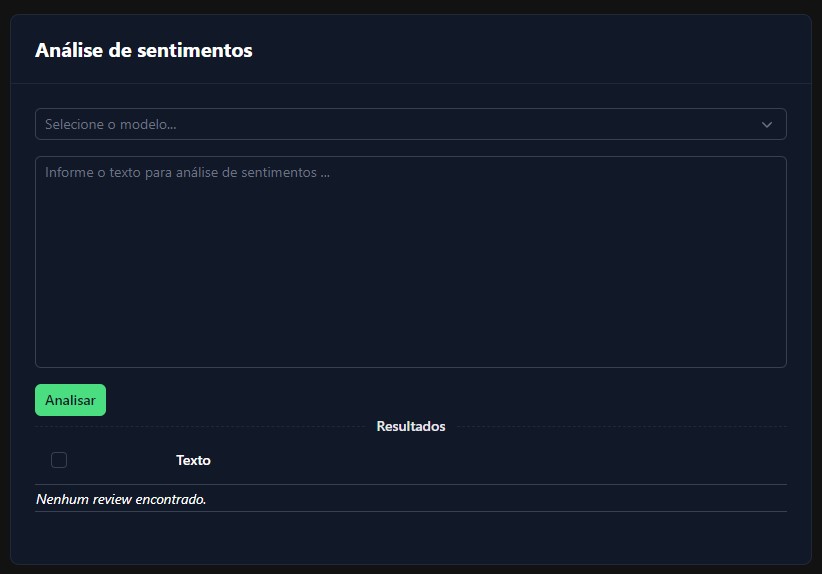 Análise de sentimentos
Selecione o modelo...
Informe o texto para análise de sentimentos ...
Analisar
Resultados
Texto
Nenhum review encontrado.